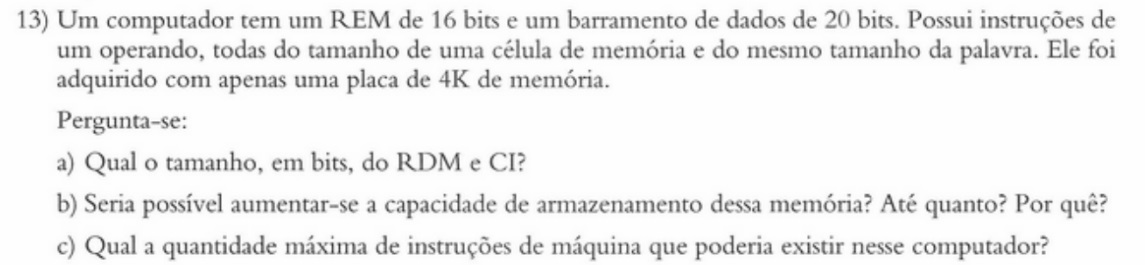 13) Um computador tem um REM de 16 bits e um barramento de dados de 20 bits. Possui instruções de
um operando, todas do tamanho de uma célula de memória e do mesmo tamanho da palavra. Ele foi
adquirido com apenas uma placa de 4K de memória.
Pergunta-se:
a) Qual o tamanho, em bits, do RDM e CI?
b) Seria possível aumentar-se a capacidade de armazenamento dessa memória? Até quanto? Por quê?
c) Qual a quantidade máxima de instruções de máquina que poderia existir nesse computador?